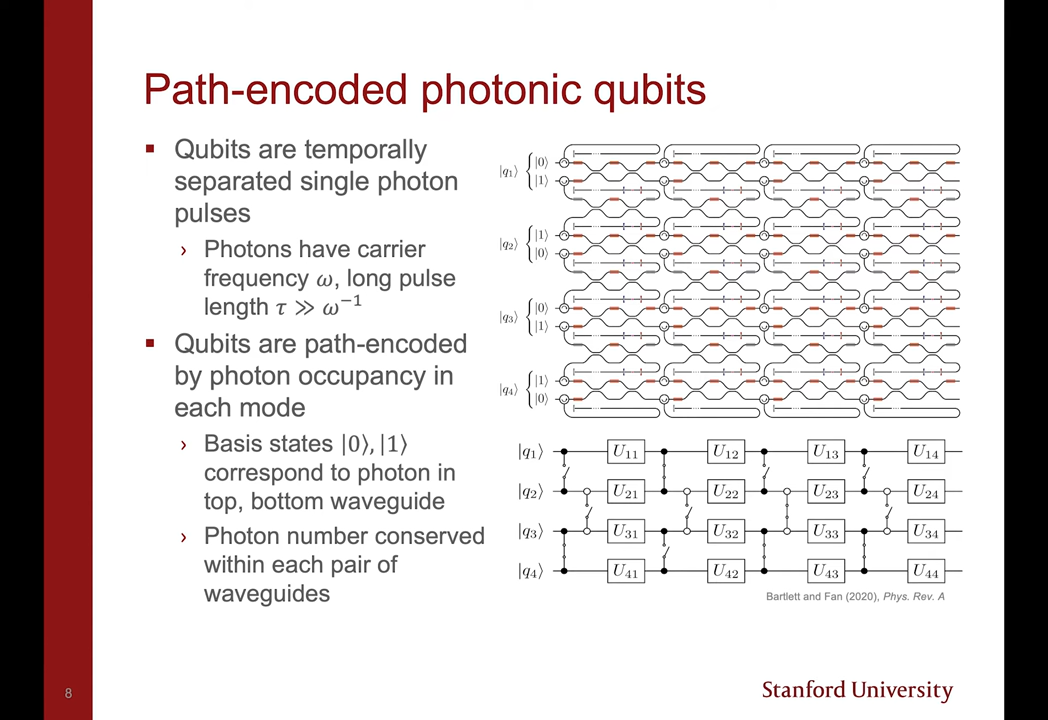 Path-encoded photonic qubits
▪ Qubits are temporally
separated single photon
pulses
› Photons have carrier
frequency ω, long pulse
length τ ≫ ω⁻¹
▪ Qubits are path-encoded
by photon occupancy in
each mode
› Basis states |0⟩, |1⟩
correspond to photon in
top, bottom waveguide
› Photon number conserved
within each pair of
waveguides
|q₁⟩ { |0⟩
|1⟩
|q₂⟩ { |1⟩
|0⟩
|q₃⟩ { |0⟩
|1⟩
|q₄⟩ { |1⟩
|0⟩
|q₁⟩ U₁₁ U₁₂ U₁₃ U₁₄
|q₂⟩ U₂₁ U₂₂ U₂₃ U₂₄
|q₃⟩ U₃₁ U₃₂ U₃₃ U₃₄
|q₄⟩ U₄₁ U₄₂ U₄₃ U₄₄
Bartlett and Fan (2020), Phys. Rev. A
8
Stanford University